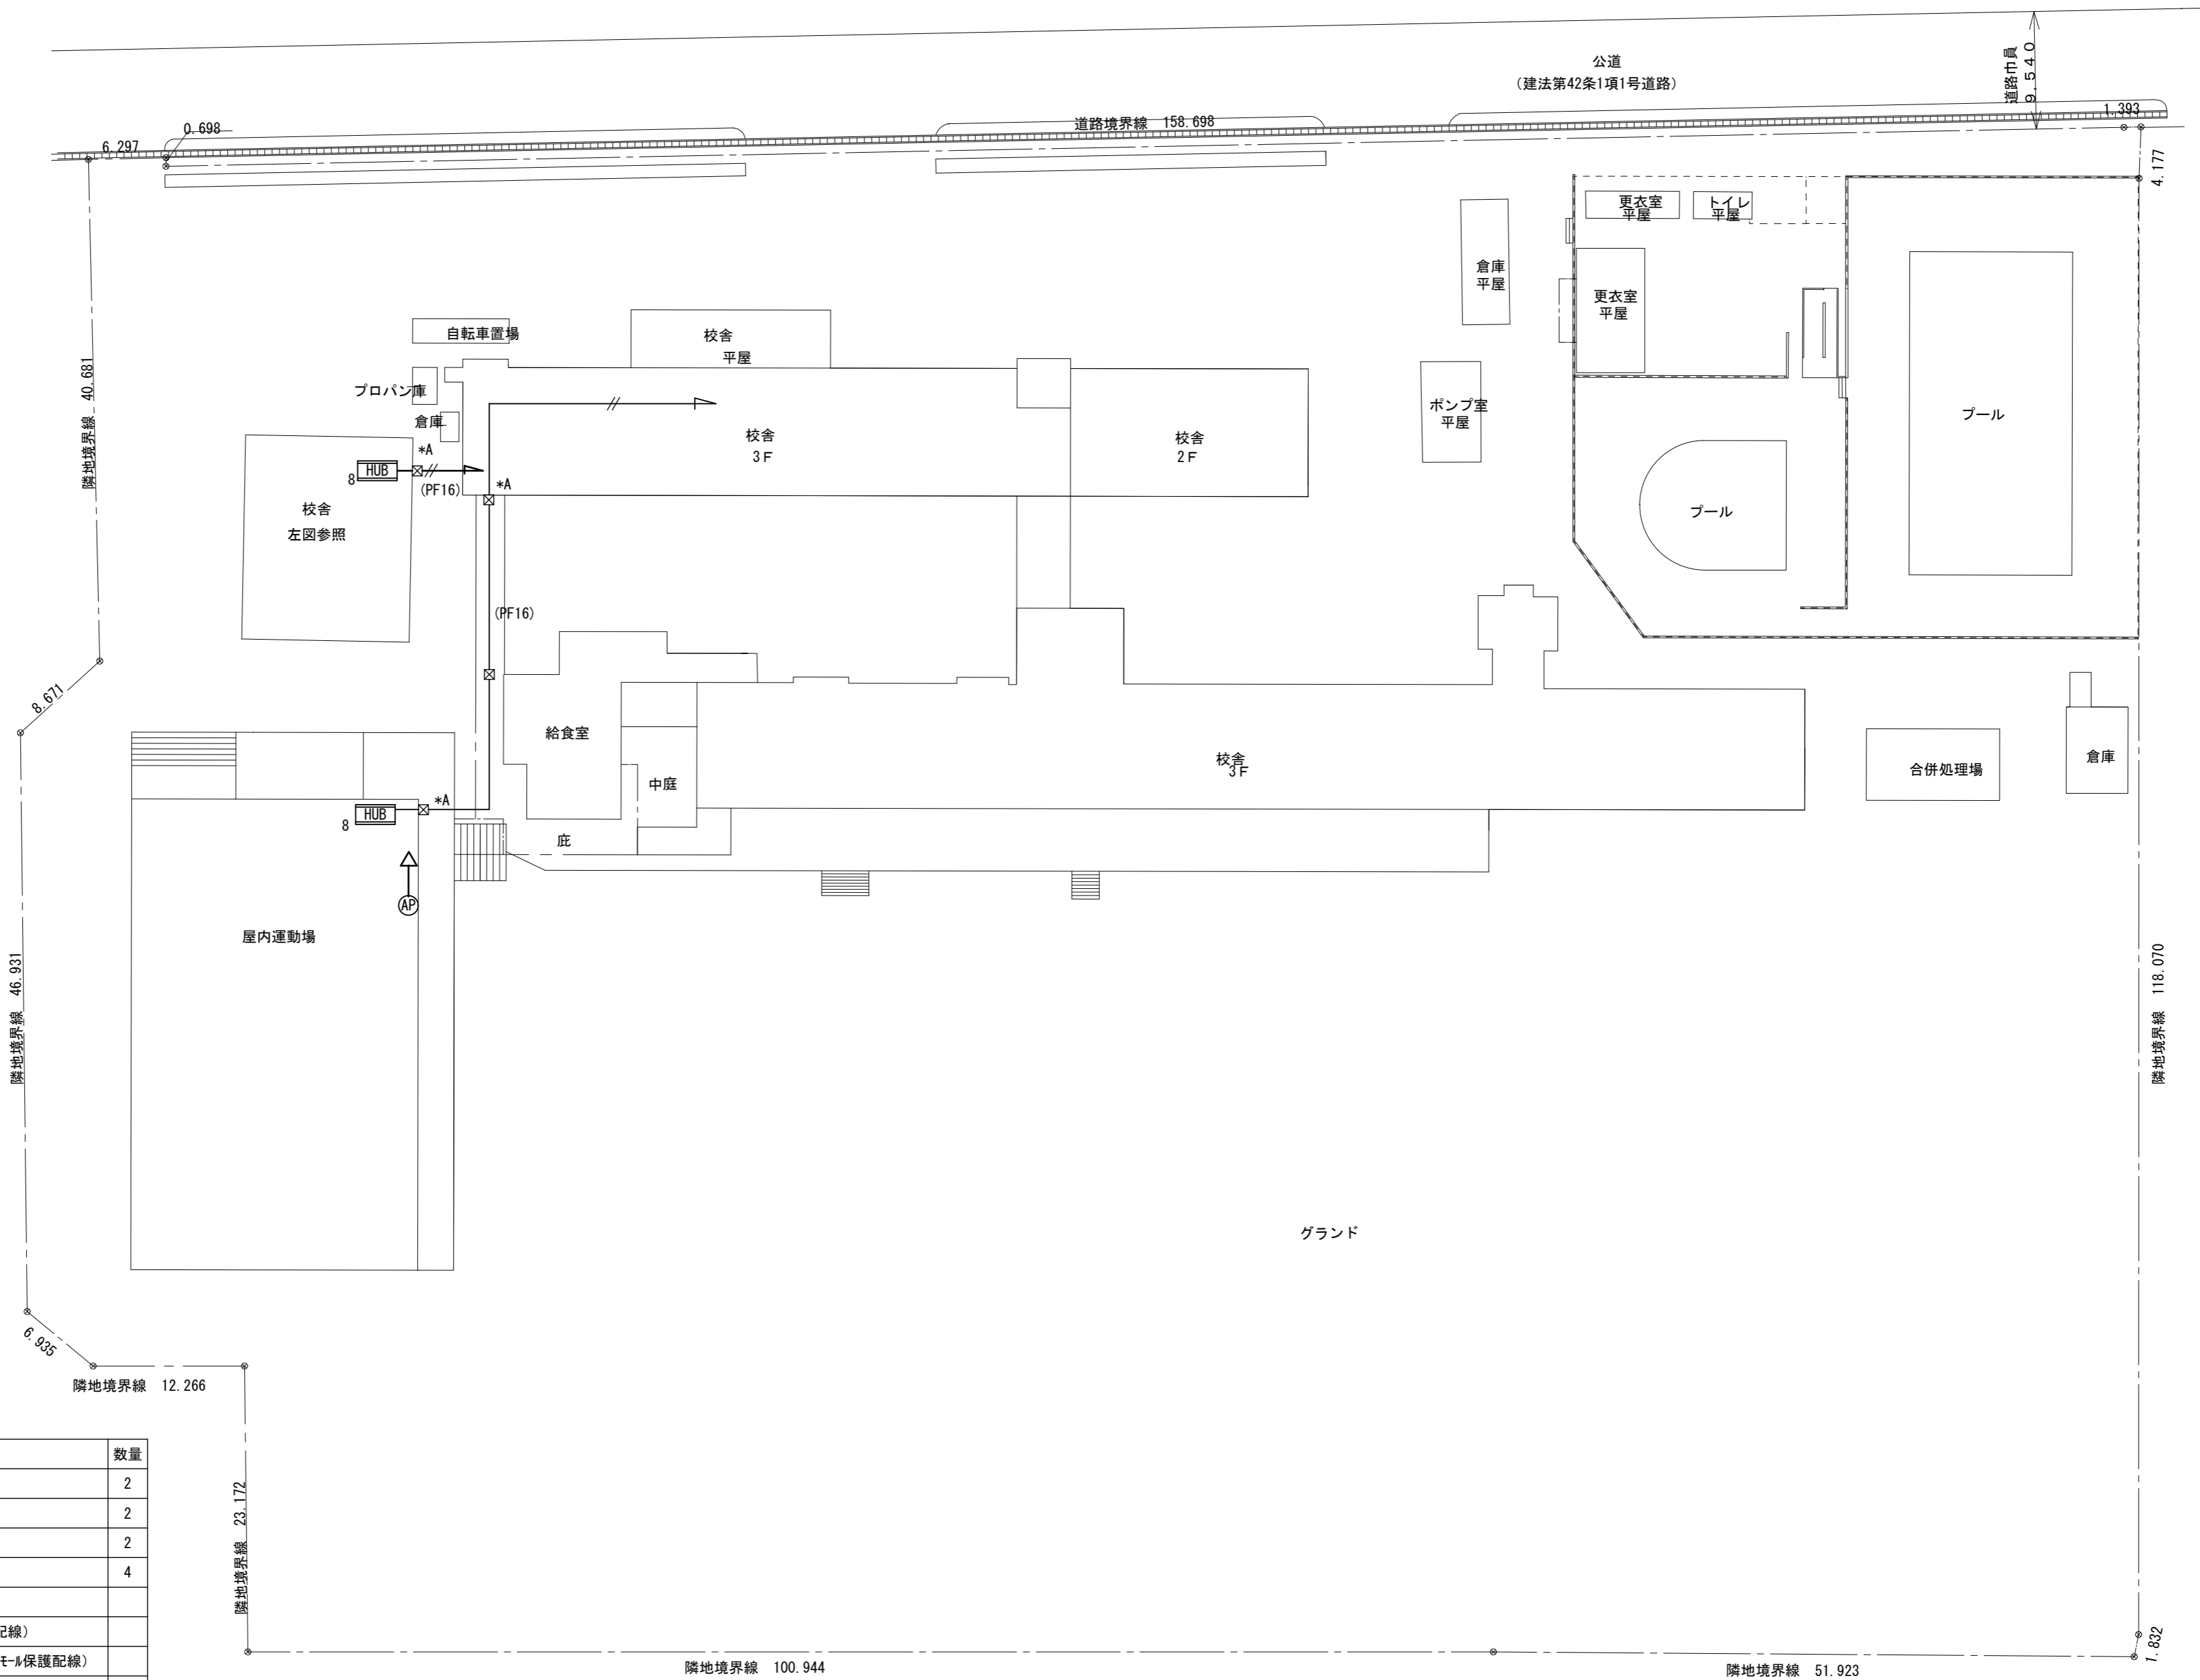 公道
（建法第42条1項1号道路）
道路巾員
9,540
1.393
道路境界線　158.698
0.698
6.297
4.177
更衣室
平屋
トイレ
平屋
倉庫
平屋
更衣室
平屋
自転車置場
校舎
平屋
隣地境界線　40.681
プロパン庫
倉庫
校舎
3F
校舎
2F
ポンプ室
平屋
プール
*A
HUB
8
(PF16)
*A
校舎
左図参照
プール
(PF16)
8.671
給食室
中庭
校舎
3F
合併処理場
倉庫
*A
HUB
8
庇
AP
屋内運動場
隣地境界線　46.931
隣地境界線　118.070
グランド
6.935
隣地境界線　12.266
数量
2
2
2
4
配線）
ﾓｰﾙ保護配線）
隣地境界線　23.172
隣地境界線　100.944
隣地境界線　51.923
1.832